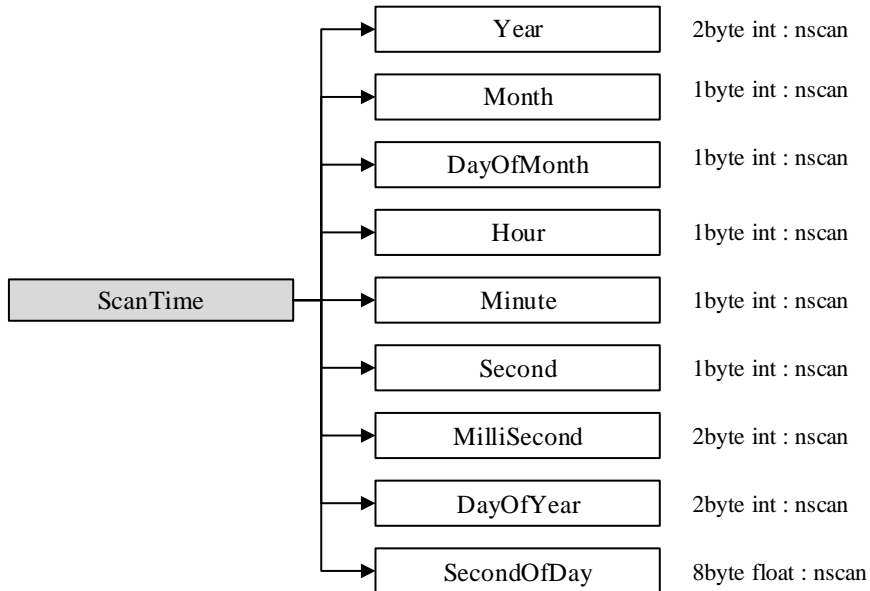 Year 2byte int : nscan
Month 1byte int : nscan
DayOfMonth 1byte int : nscan
Hour 1byte int : nscan
ScanTime
Minute 1byte int : nscan
Second 1byte int : nscan
MilliSecond 2byte int : nscan
DayOfYear 2byte int : nscan
SecondOfDay 8byte float : nscan